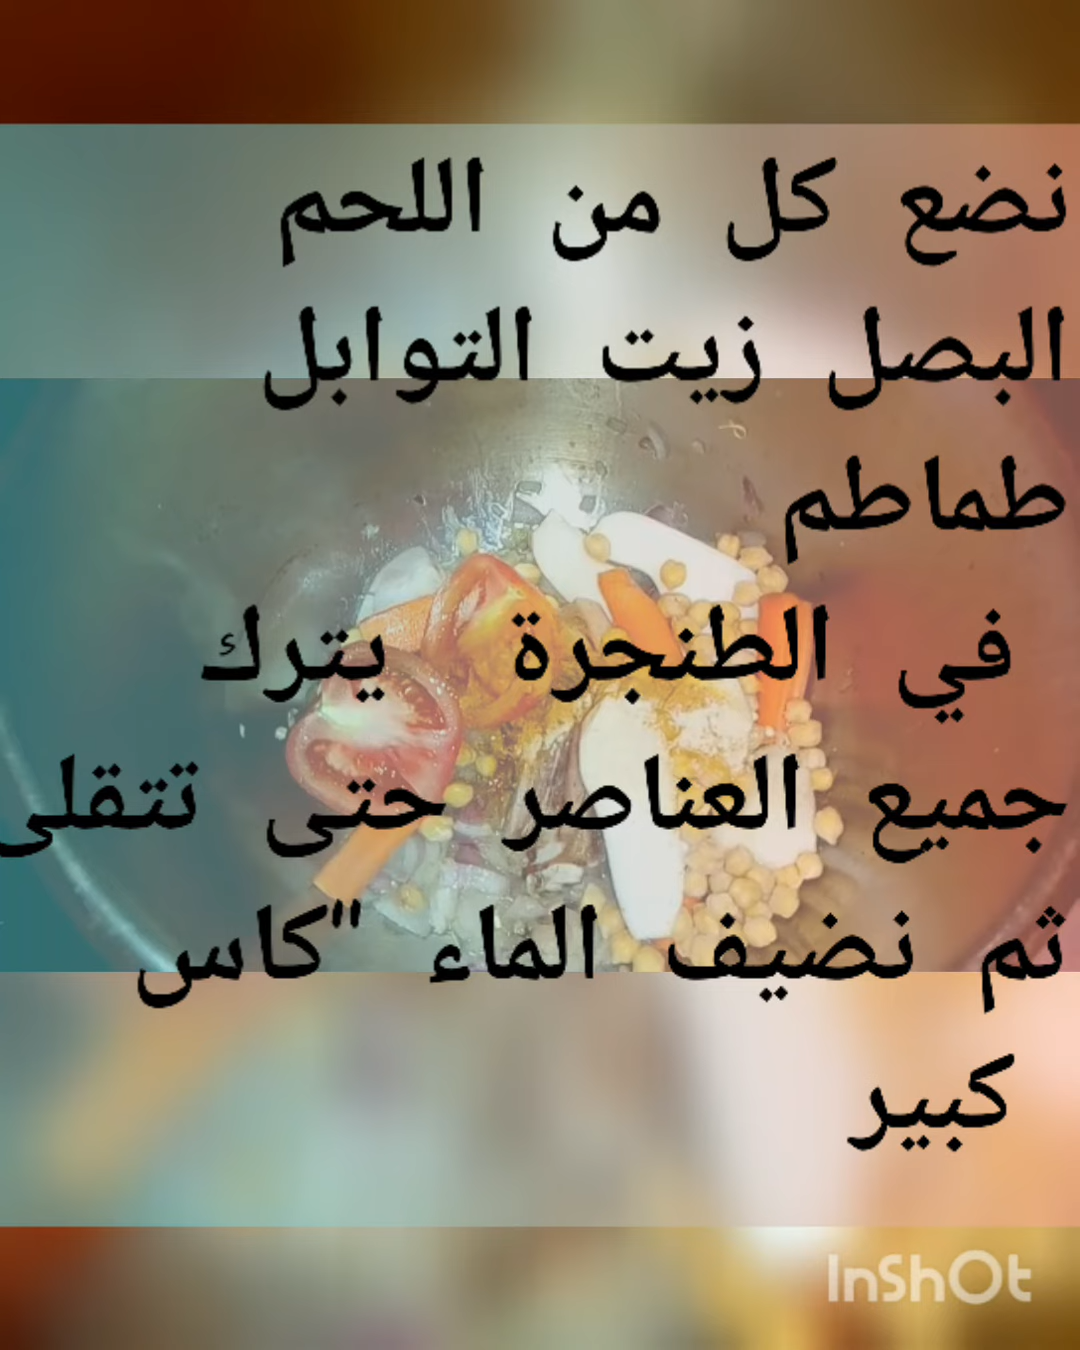 نضع كل من اللحم
البصل زيت التوابل
طماطم
في الطنجرة يترك
جميع العناصر حتى تتقلى
ثم نضيف الماء "كاس
كبير
InShOt